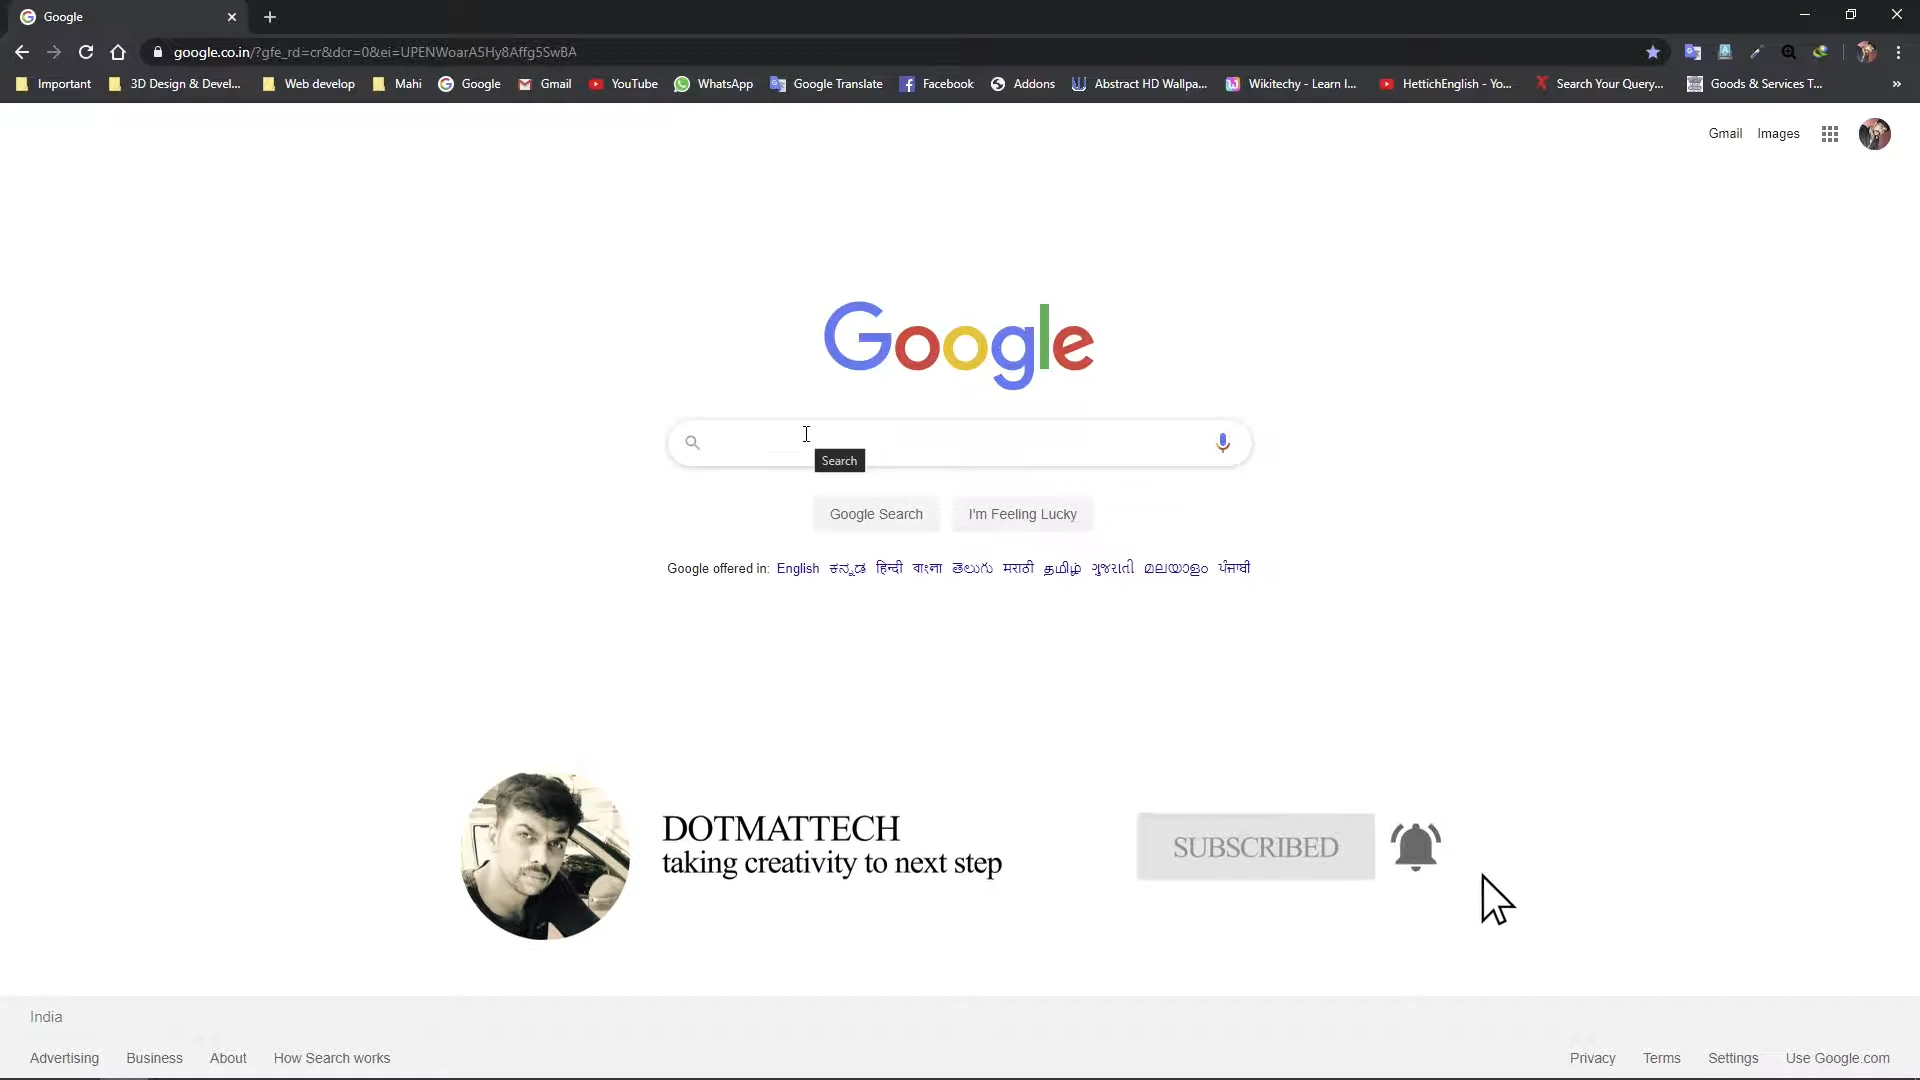 Google
google.co.in/?gfe_rd=cr&dcr=0&ei=UPENWoarA5Hy8Affg5SwBA
Important 3D Design & Devel... Web develop Mahi Google Gmail YouTube WhatsApp Google Translate Facebook Addons Abstract HD Wallpa... Wikitechy - Learn I... HettichEnglish - Yo... Search Your Query... Goods & Services T... »
Gmail Images
Google
Search
Google Search I'm Feeling Lucky
Google offered in: English ಕನ್ನಡ हिन्दी বাংলা తెలుగు मराठी தமிழ் ગુજરાતી മലയാളം ਪੰਜਾਬੀ
DOTMATTECH
taking creativity to next step
SUBSCRIBED
India
Advertising Business About How Search works Privacy Terms Settings Use Google.com